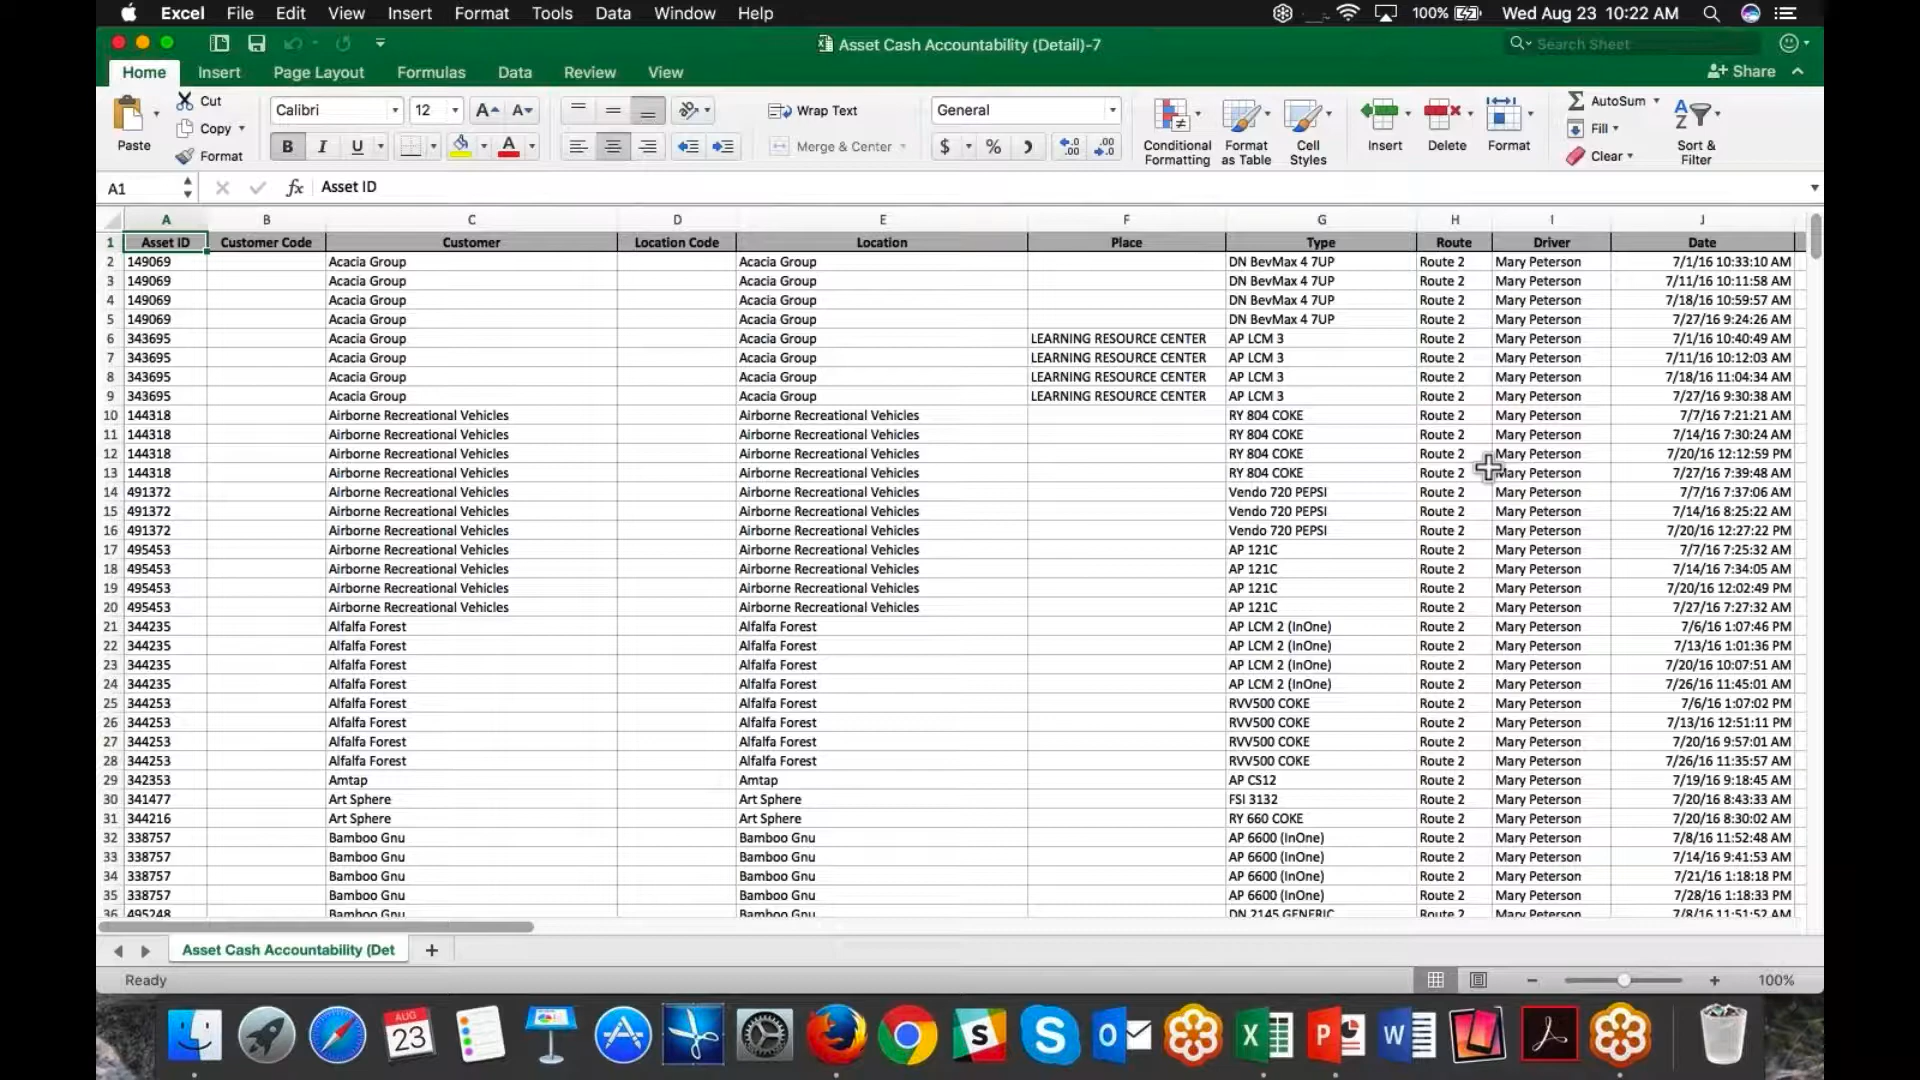 Excel File Edit View Insert Format Tools Data Window Help 100% Wed Aug 23 10:22 AM
Asset Cash Accountability (Detail)-7 Search Sheet
Home Insert Page Layout Formulas Data Review View Share
Paste Cut Copy Format Calibri 12 B I U Wrap Text Merge & Center General $ % Conditional Formatting Format as Table Cell Styles Insert Delete Format AutoSum Fill Clear Sort & Filter
A1 fx Asset ID
A B C D E F G H I J
1 Asset ID Customer Code Customer Location Code Location Place Type Route Driver Date
2 149069 Acacia Group Acacia Group DN BevMax 4 7UP Route 2 Mary Peterson 7/1/16 10:33:10 AM
3 149069 Acacia Group Acacia Group DN BevMax 4 7UP Route 2 Mary Peterson 7/11/16 10:11:58 AM
4 149069 Acacia Group Acacia Group DN BevMax 4 7UP Route 2 Mary Peterson 7/18/16 10:59:57 AM
5 149069 Acacia Group Acacia Group DN BevMax 4 7UP Route 2 Mary Peterson 7/27/16 9:24:26 AM
6 343695 Acacia Group Acacia Group LEARNING RESOURCE CENTER AP LCM 3 Route 2 Mary Peterson 7/1/16 10:40:49 AM
7 343695 Acacia Group Acacia Group LEARNING RESOURCE CENTER AP LCM 3 Route 2 Mary Peterson 7/11/16 10:12:03 AM
8 343695 Acacia Group Acacia Group LEARNING RESOURCE CENTER AP LCM 3 Route 2 Mary Peterson 7/18/16 11:04:34 AM
9 343695 Acacia Group Acacia Group LEARNING RESOURCE CENTER AP LCM 3 Route 2 Mary Peterson 7/27/16 9:30:38 AM
10 144318 Airborne Recreational Vehicles Airborne Recreational Vehicles RY 804 COKE Route 2 Mary Peterson 7/7/16 7:21:21 AM
11 144318 Airborne Recreational Vehicles Airborne Recreational Vehicles RY 804 COKE Route 2 Mary Peterson 7/14/16 7:30:24 AM
12 144318 Airborne Recreational Vehicles Airborne Recreational Vehicles RY 804 COKE Route 2 Mary Peterson 7/20/16 12:12:59 PM
13 144318 Airborne Recreational Vehicles Airborne Recreational Vehicles RY 804 COKE Route 2 Mary Peterson 7/27/16 7:39:48 AM
14 491372 Airborne Recreational Vehicles Airborne Recreational Vehicles Vendo 720 PEPSI Route 2 Mary Peterson 7/7/16 7:37:06 AM
15 491372 Airborne Recreational Vehicles Airborne Recreational Vehicles Vendo 720 PEPSI Route 2 Mary Peterson 7/14/16 8:25:22 AM
16 491372 Airborne Recreational Vehicles Airborne Recreational Vehicles Vendo 720 PEPSI Route 2 Mary Peterson 7/20/16 12:27:22 PM
17 495453 Airborne Recreational Vehicles Airborne Recreational Vehicles AP 121C Route 2 Mary Peterson 7/7/16 7:25:32 AM
18 495453 Airborne Recreational Vehicles Airborne Recreational Vehicles AP 121C Route 2 Mary Peterson 7/14/16 7:34:05 AM
19 495453 Airborne Recreational Vehicles Airborne Recreational Vehicles AP 121C Route 2 Mary Peterson 7/20/16 12:02:49 PM
20 495453 Airborne Recreational Vehicles Airborne Recreational Vehicles AP 121C Route 2 Mary Peterson 7/27/16 7:27:32 AM
21 344235 Alfalfa Forest Alfalfa Forest AP LCM 2 (InOne) Route 2 Mary Peterson 7/6/16 1:07:46 PM
22 344235 Alfalfa Forest Alfalfa Forest AP LCM 2 (InOne) Route 2 Mary Peterson 7/13/16 1:01:36 PM
23 344235 Alfalfa Forest Alfalfa Forest AP LCM 2 (InOne) Route 2 Mary Peterson 7/20/16 10:07:51 AM
24 344235 Alfalfa Forest Alfalfa Forest AP LCM 2 (InOne) Route 2 Mary Peterson 7/26/16 11:45:01 AM
25 344253 Alfalfa Forest Alfalfa Forest RVV500 COKE Route 2 Mary Peterson 7/6/16 1:07:02 PM
26 344253 Alfalfa Forest Alfalfa Forest RVV500 COKE Route 2 Mary Peterson 7/13/16 12:51:11 PM
27 344253 Alfalfa Forest Alfalfa Forest RVV500 COKE Route 2 Mary Peterson 7/20/16 9:57:01 AM
28 344253 Alfalfa Forest Alfalfa Forest RVV500 COKE Route 2 Mary Peterson 7/26/16 11:35:57 AM
29 342353 Amtap Amtap AP CS12 Route 2 Mary Peterson 7/19/16 9:18:45 AM
30 341477 Art Sphere Art Sphere FSI 3132 Route 2 Mary Peterson 7/20/16 8:43:33 AM
31 344216 Art Sphere Art Sphere RY 660 COKE Route 2 Mary Peterson 7/20/16 8:30:02 AM
32 338757 Bamboo Gnu Bamboo Gnu AP 6600 (InOne) Route 2 Mary Peterson 7/8/16 11:52:48 AM
33 338757 Bamboo Gnu Bamboo Gnu AP 6600 (InOne) Route 2 Mary Peterson 7/14/16 9:41:53 AM
34 338757 Bamboo Gnu Bamboo Gnu AP 6600 (InOne) Route 2 Mary Peterson 7/21/16 1:18:18 PM
35 338757 Bamboo Gnu Bamboo Gnu AP 6600 (InOne) Route 2 Mary Peterson 7/28/16 1:18:33 PM
36 495248 Bamboo Gnu Bamboo Gnu DN 2145 GENERIC Route 2 Mary Peterson 7/8/16 11:51:52 AM
Asset Cash Accountability (Det +
Ready 100%
AUG 23